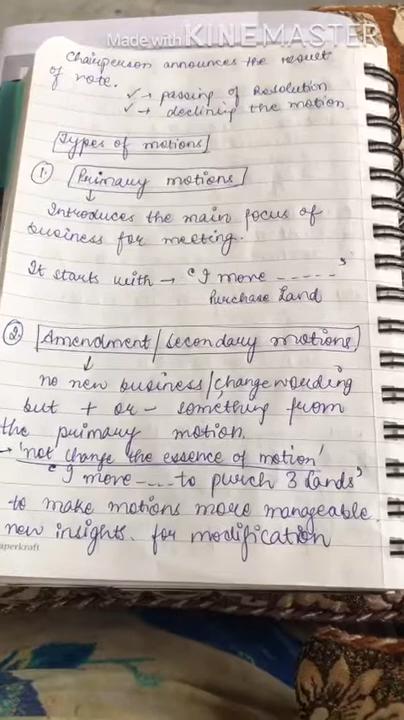 Made with KINEMASTER
Chairperson announces the result
of vote.
✓→ passing of Resolution
✓→ declining the motion
Types of motions
1. Primary motions
↓
Introduces the main focus of
business for meeting.
It starts with → "I move -----"
Purchase Land
2. Amendment/secondary motions
↓
no new business/change wording
but + or - something from
the primary motion.
→ 'not change the essence of motion'
"I move -.... to purch 3 lands"
to make motions more manageable.
new insights. for modification
aperkraft